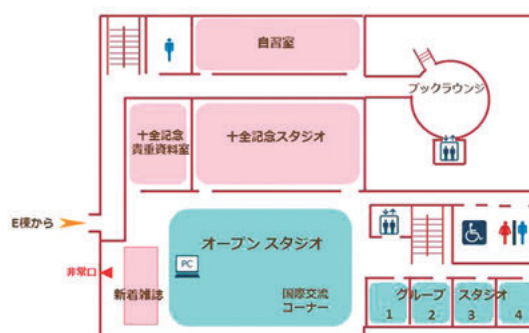 自習室
ブックラウンジ
十全記念
貴重資料室
十全記念スタジオ
E棟から
オープン スタジオ
PC
非常口
新着雑誌
国際交流
コーナー
グループ スタジオ
1 2 3 4